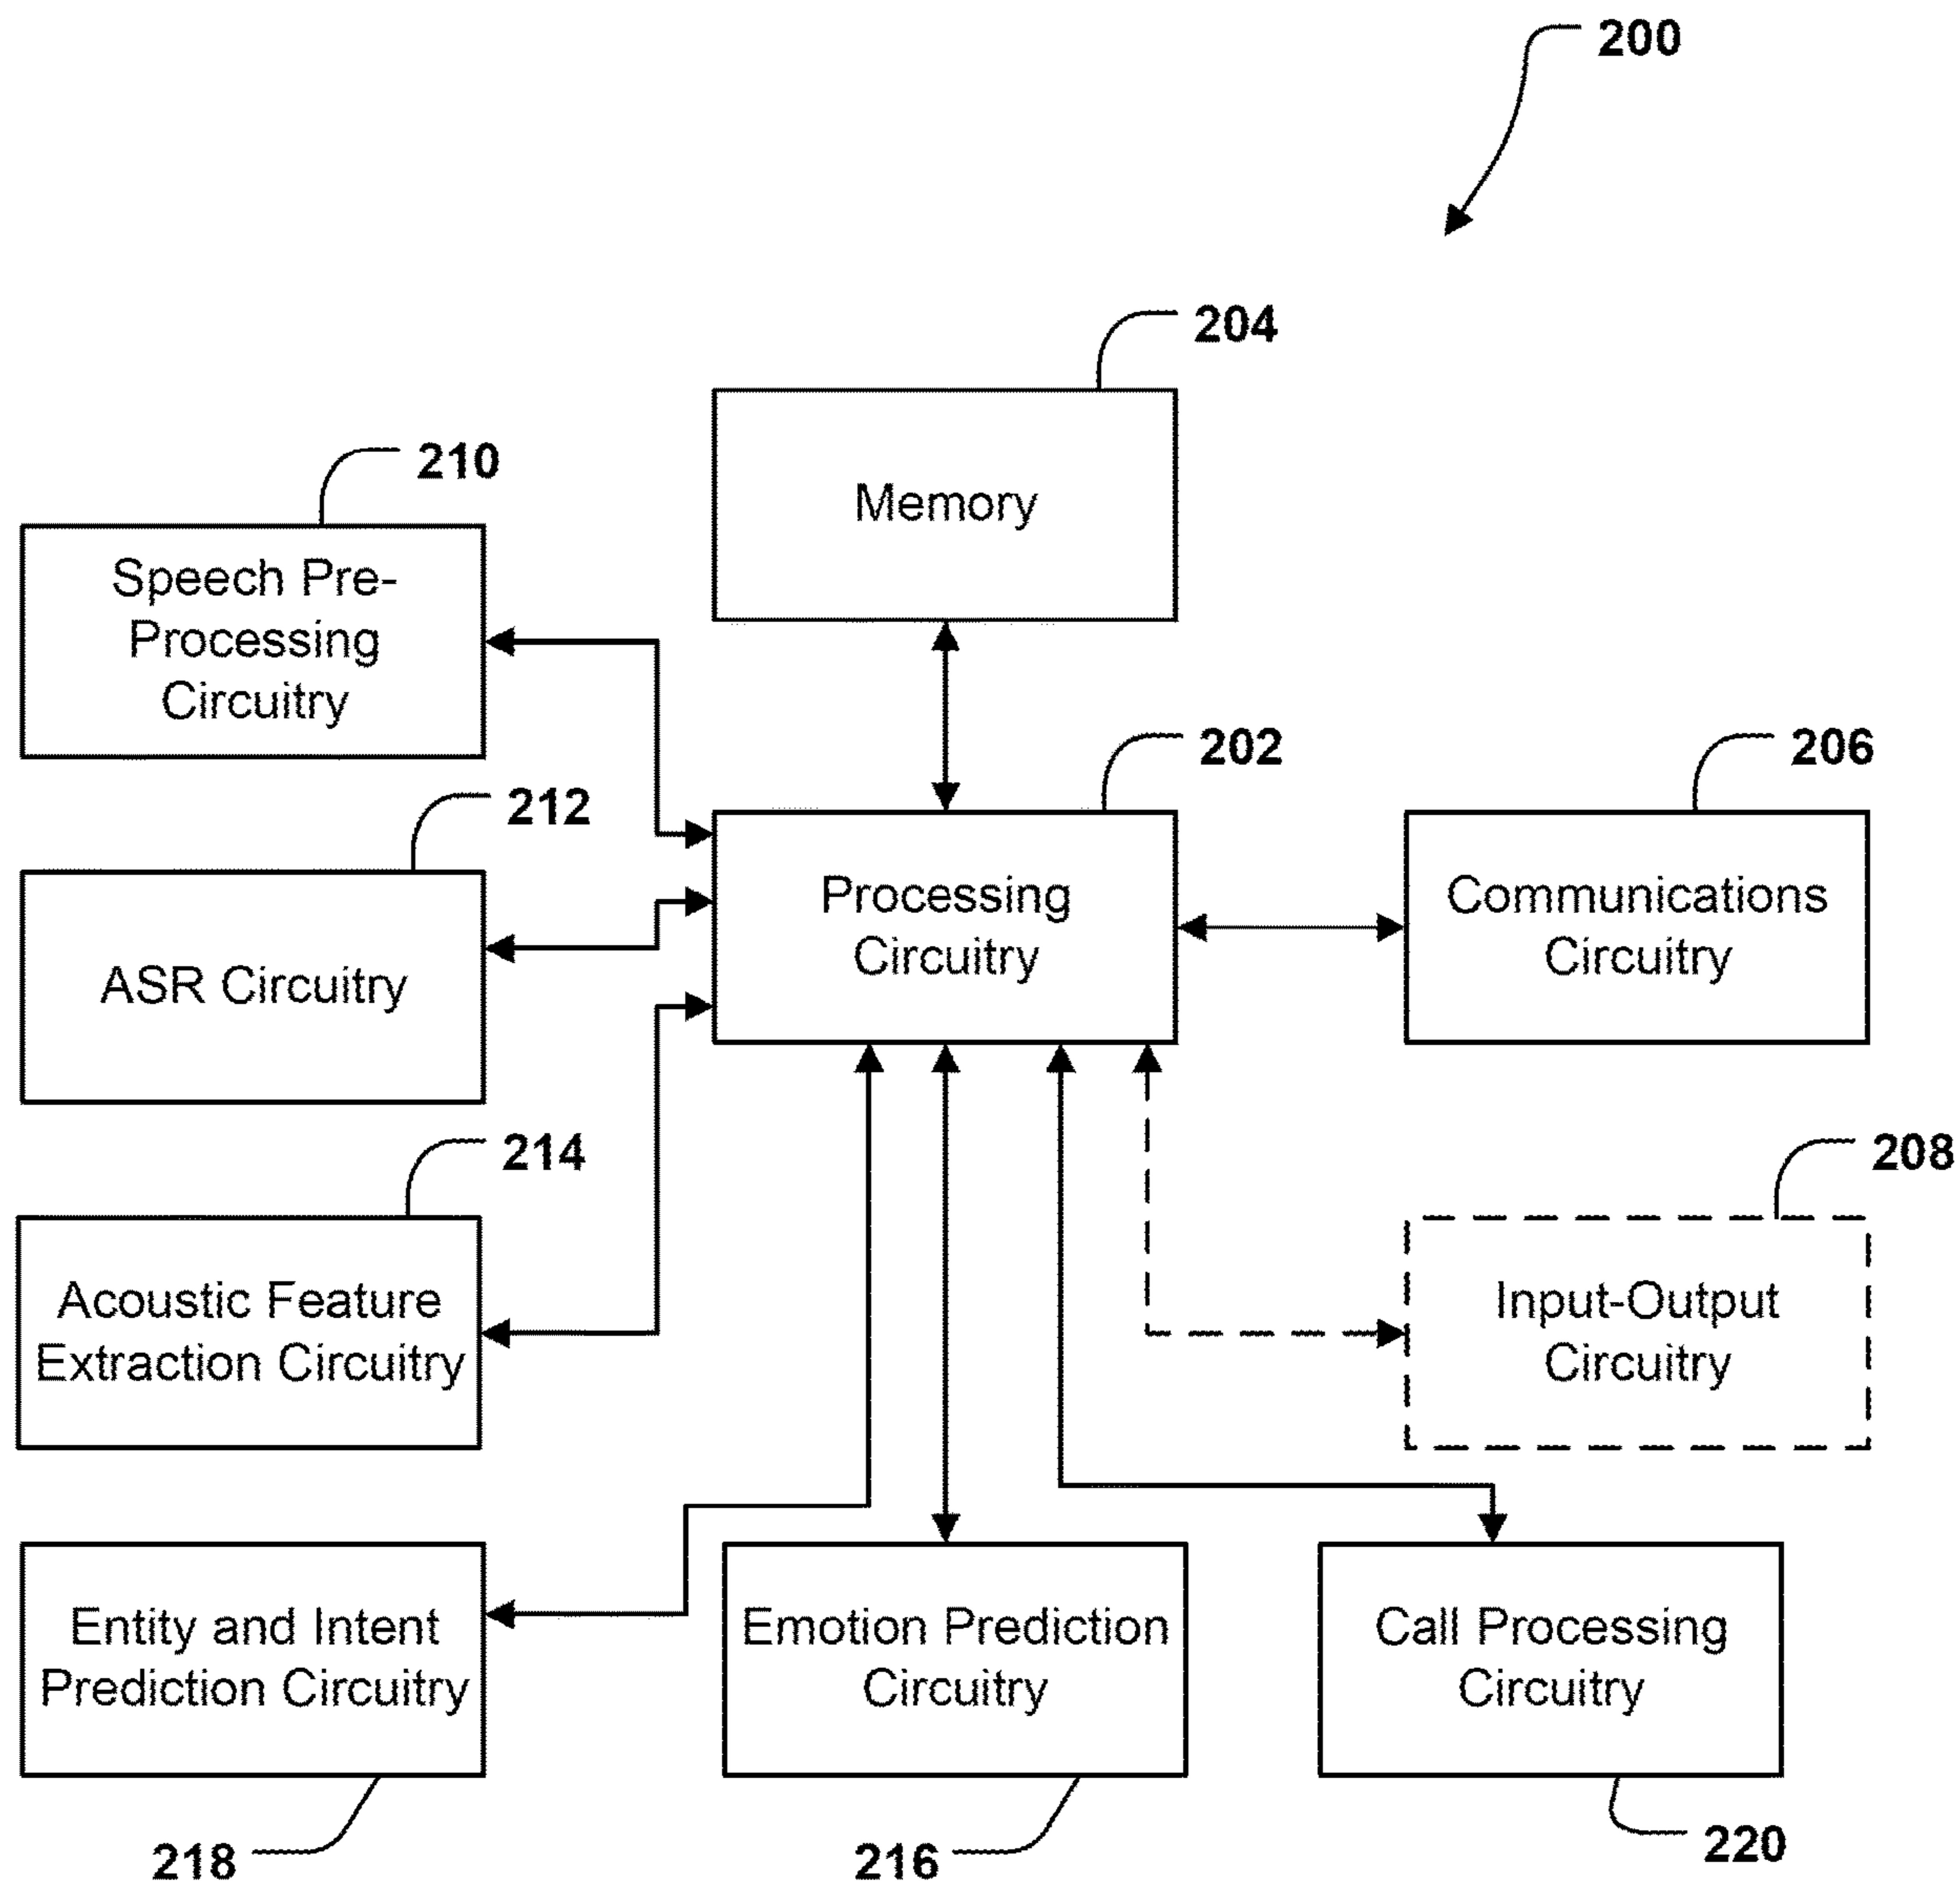 200
204
Memory
210
Speech Pre-
Processing
Circuitry
202
206
212
Processing
Circuitry
Communications
Circuitry
ASR Circuitry
214
208
Acoustic Feature
Extraction Circuitry
Input-Output
Circuitry
Entity and Intent
Prediction Circuitry
Emotion Prediction
Circuitry
Call Processing
Circuitry
218
216
220